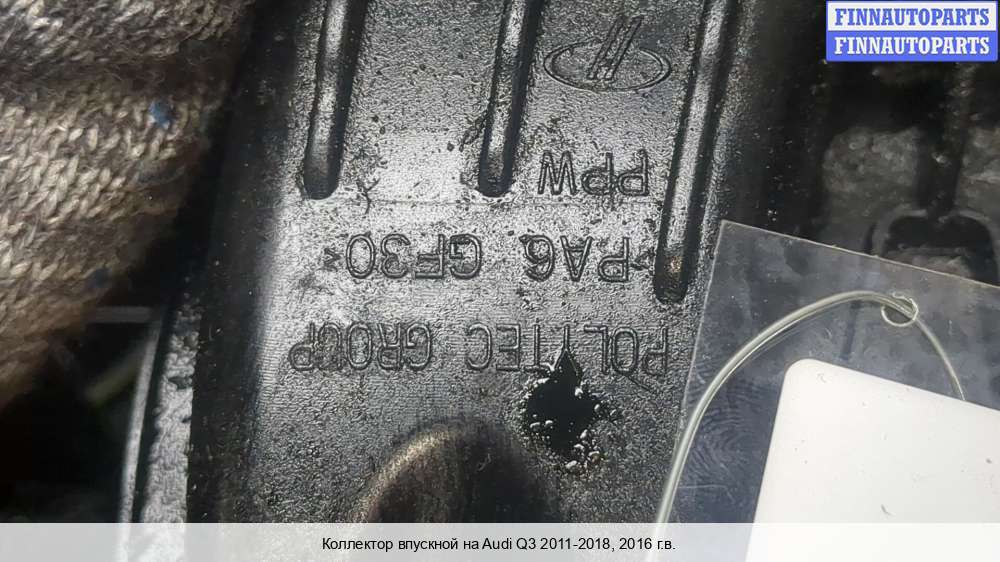 FINNAUTOPARTS
FINNAUTOPARTS
POLYTEC GROUP
PA6 GF30
PPW
Коллектор впускной на Audi Q3 2011-2018, 2016 г.в.